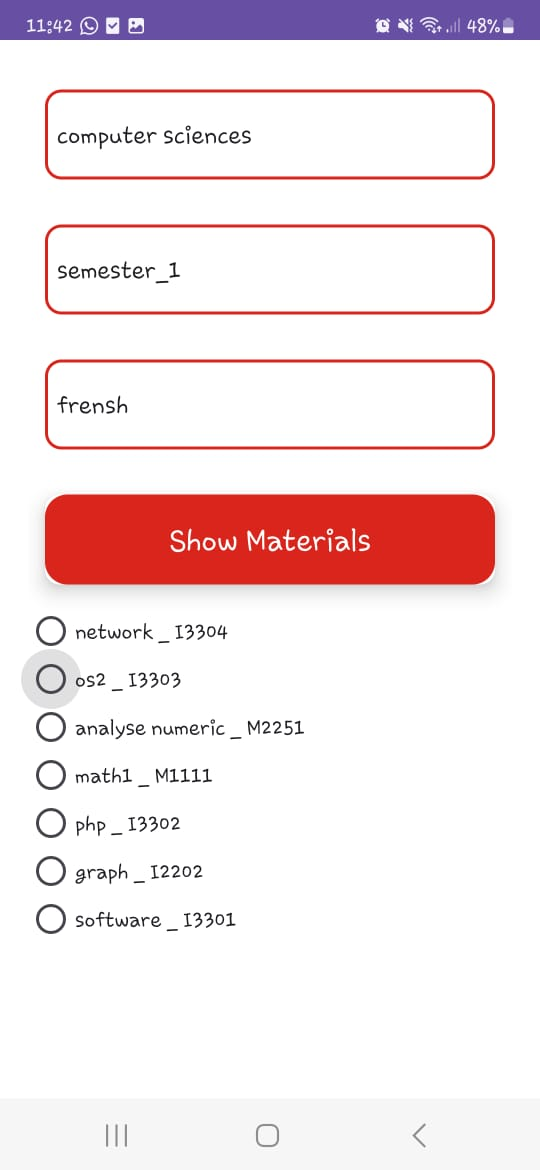 11:42
48%
computer sciences
semester_1
frensh
Show Materials
network _ I3304
os2 _ I3303
analyse numeric _ M2251
math1 _ M1111
php _ I3302
graph _ I2202
software _ I3301